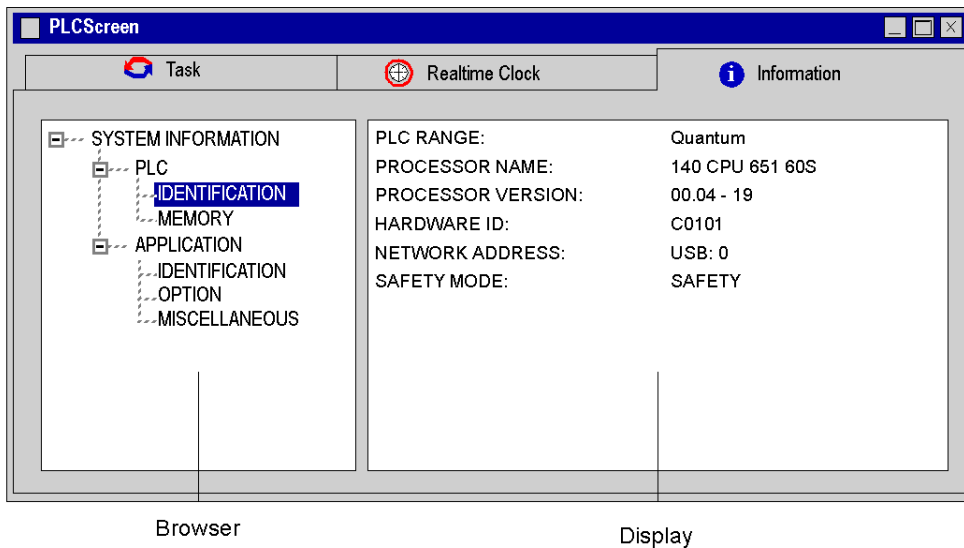 PLCScreen
Task
Realtime Clock
i Information
SYSTEM INFORMATION
PLC
IDENTIFICATION
MEMORY
APPLICATION
IDENTIFICATION
OPTION
MISCELLANEOUS
PLC RANGE: Quantum
PROCESSOR NAME: 140 CPU 651 60S
PROCESSOR VERSION: 00.04 - 19
HARDWARE ID: C0101
NETWORK ADDRESS: USB: 0
SAFETY MODE: SAFETY
Browser
Display